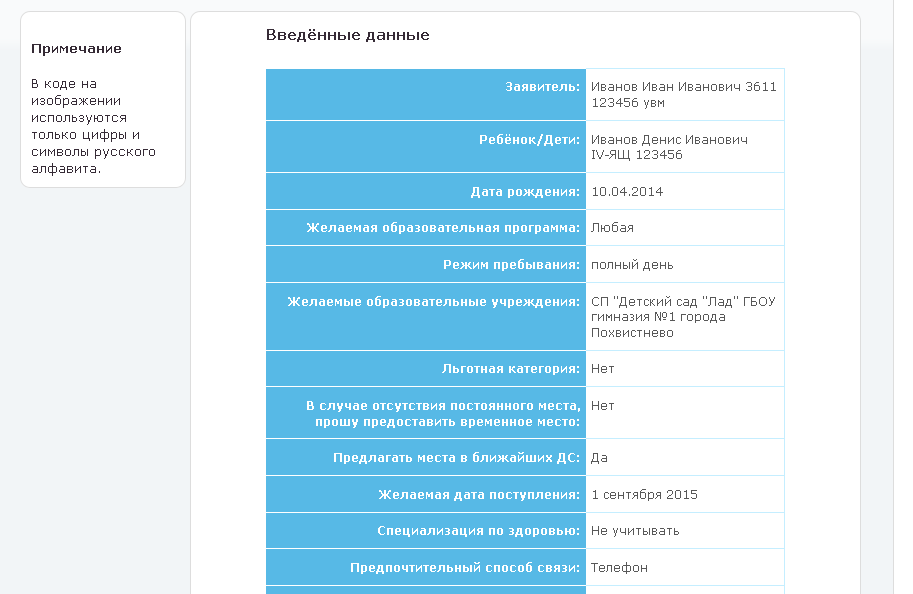 Примечание
В коде на
изображении
используются
только цифры и
символы русского
алфавита.
Введённые данные
Заявитель: Иванов Иван Иванович 3611
123456 увм
Ребёнок/Дети: Иванов Денис Иванович
IV-ЯЩ 123456
Дата рождения: 10.04.2014
Желаемая образовательная программа: Любая
Режим пребывания: полный день
Желаемые образовательные учреждения: СП "Детский сад "Лад" ГБОУ
гимназия №1 города
Похвистнево
Льготная категория: Нет
В случае отсутствия постоянного места, Нет
прошу предоставить временное место:
Предлагать места в ближайших ДС: Да
Желаемая дата поступления: 1 сентября 2015
Специализация по здоровью: Не учитывать
Предпочтительный способ связи: Телефон